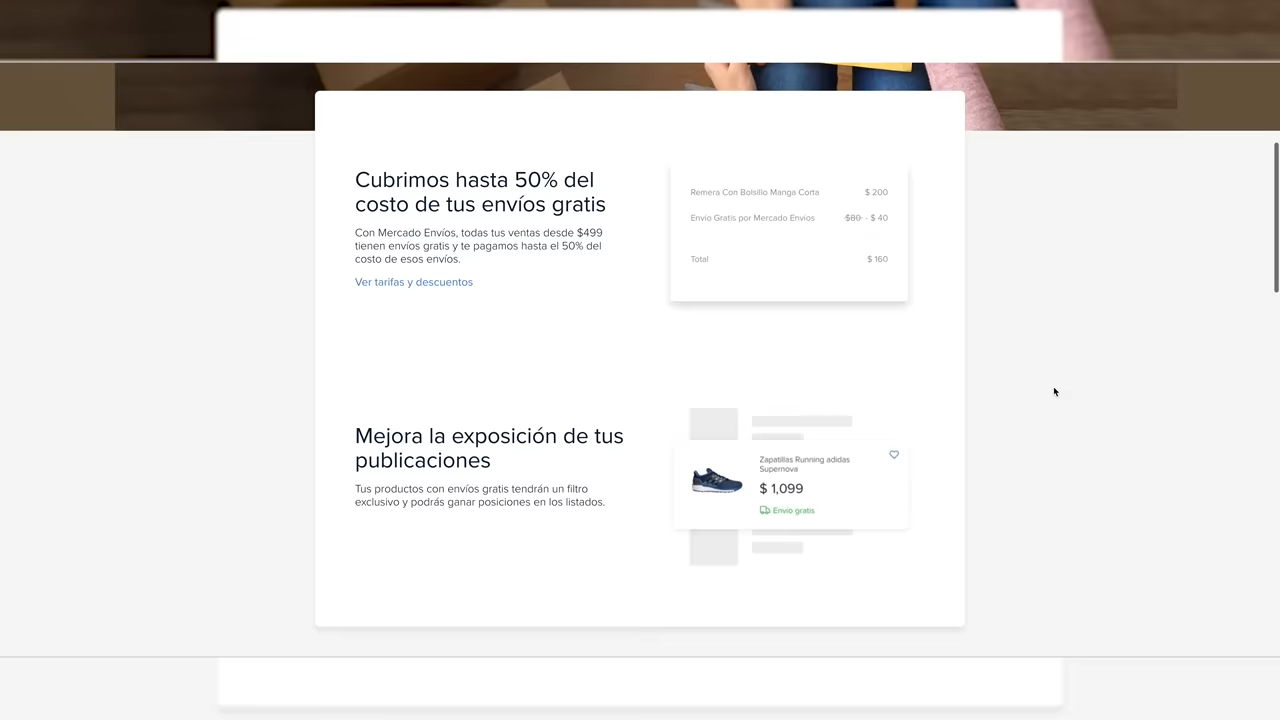 Cubrimos hasta 50% del
costo de tus envíos gratis
Con Mercado Envíos, todas tus ventas desde $499
tienen envíos gratis y te pagamos hasta el 50% del
costo de esos envíos.
Ver tarifas y descuentos
Remera Con Bolsillo Manga Corta $ 200
Envío Gratis por Mercado Envíos $80 - $ 40
Total $ 160
Mejora la exposición de tus
publicaciones
Tus productos con envíos gratis tendrán un filtro
exclusivo y podrás ganar posiciones en los listados.
Zapatillas Running adidas
Supernova
$ 1,099
Envío gratis